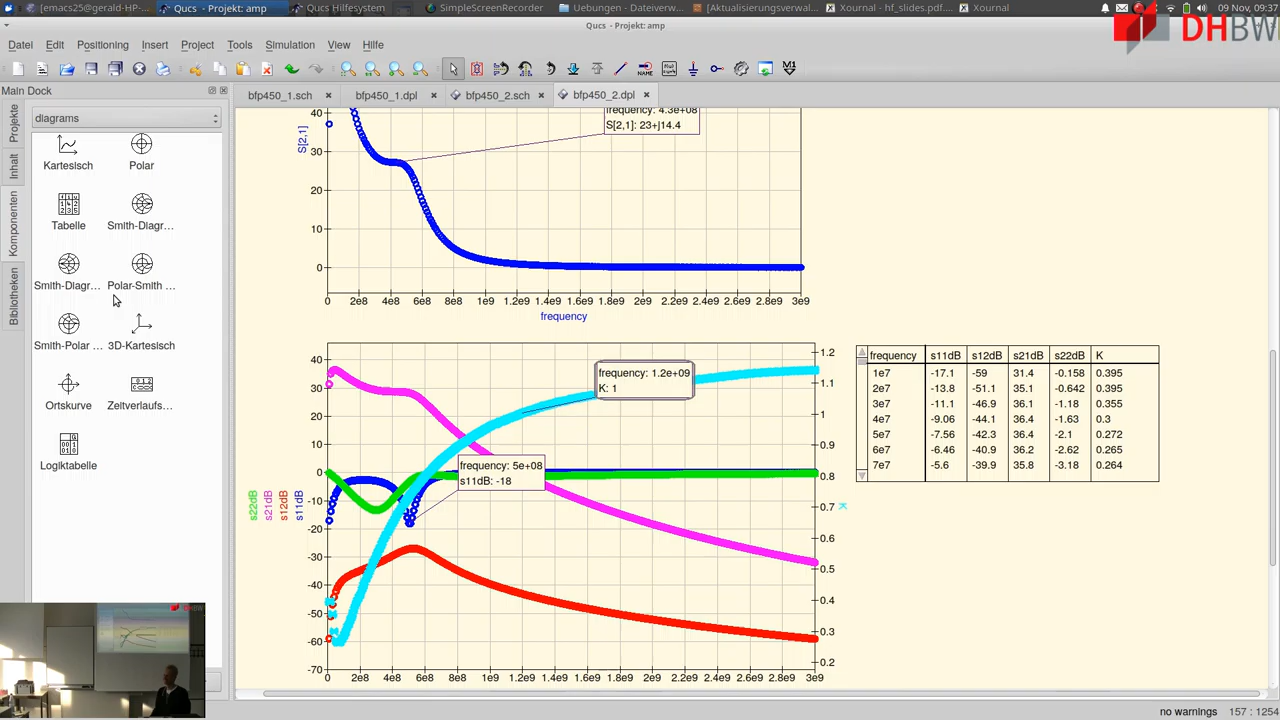 [emacs25@gerald-HP-...
Qucs - Projekt: amp
Qucs Hilfesystem
SimpleScreenRecorder
Uebungen - Dateiverw...
[Aktualisierungsverwal...
Xournal - hf_slides.pdf...
Xournal
09 Nov, 09:37
Qucs - Projekt: amp
DHBW
Datei Edit Positioning Insert Projekt Tools Simulation View Hilfe
NAME
M1
Main Dock
bfp450_1.sch
bfp450_1.dpl
bfp450_2.sch
bfp450_2.dpl
Projekte
Inhalt
Komponenten
Bibliotheken
diagrams
Kartesisch
Polar
Tabelle
Smith-Diagr...
Smith-Diagr...
Polar-Smith ...
Smith-Polar ...
3D-Kartesisch
Ortskurve
Zeitverlaufs...
Logiktabelle
frequency: 4.3e+08
S[2,1]: 23+j14.4
S[2,1]
40
30
20
10
0
0 2e8 4e8 6e8 8e8 1e9 1.2e9 1.4e9 1.6e9 1.8e9 2e9 2.2e9 2.4e9 2.6e9 2.8e9 3e9
frequency
frequency: 1.2e+09
K: 1
frequency: 5e+08
s11dB: -18
40
30
20
10
0
-10
-20
-30
-40
-50
-60
-70
s22dB
s21dB
s12dB
s11dB
1.2
1.1
1
0.9
0.8
0.7
0.6
0.5
0.4
0.3
0.2
K
0 2e8 4e8 6e8 8e8 1e9 1.2e9 1.4e9 1.6e9 1.8e9 2e9 2.2e9 2.4e9 2.6e9 2.8e9 3e9
frequency s11dB s12dB s21dB s22dB K
1e7 -17.1 -59 31.4 -0.158 0.395
2e7 -13.8 -51.1 35.1 -0.642 0.395
3e7 -11.1 -46.9 36.1 -1.18 0.355
4e7 -9.06 -44.1 36.4 -1.63 0.3
5e7 -7.56 -42.3 36.4 -2.1 0.272
6e7 -6.46 -40.9 36.2 -2.62 0.265
7e7 -5.6 -39.9 35.8 -3.18 0.264
no warnings 157 : 1254